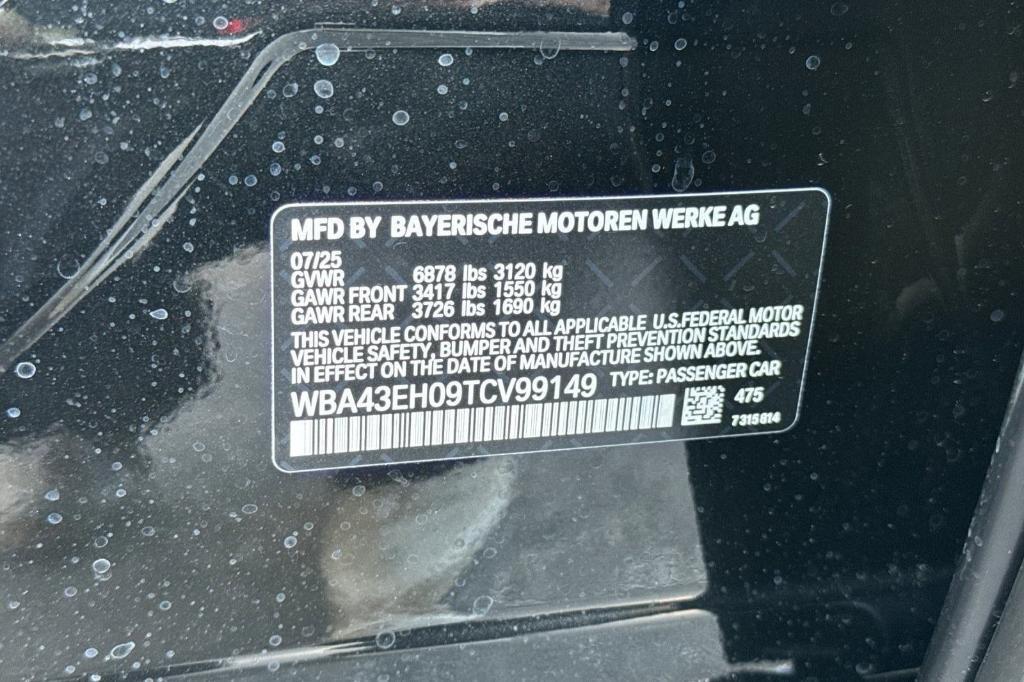 MFD BY BAYERISCHE MOTOREN WERKE AG
07/25
GVWR 6878 lbs 3120 kg
GAWR FRONT 3417 lbs 1550 kg
GAWR REAR 3726 lbs 1690 kg
THIS VEHICLE CONFORMS TO ALL APPLICABLE U.S.FEDERAL MOTOR
VEHICLE SAFETY, BUMPER AND THEFT PREVENTION STANDARDS
IN EFFECT ON THE DATE OF MANUFACTURE SHOWN ABOVE.
WBA43EH09TCV99149 TYPE: PASSENGER CAR
475
7315614